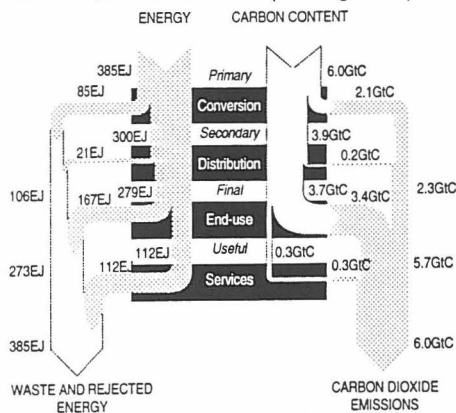 ENERGY CARBON CONTENT
385EJ Primary 6.0GtC
85EJ 2.1GtC
Conversion
300EJ Secondary 3.9GtC
21EJ Distribution 0.2GtC
106EJ 167EJ 279EJ Final 3.7GtC 3.4GtC 2.3GtC
End-use
112EJ Useful 0.3GtC
273EJ 112EJ 0.3GtC 5.7GtC
Services
385EJ 6.0GtC
WASTE AND REJECTED CARBON DIOXIDE
ENERGY EMISSIONS